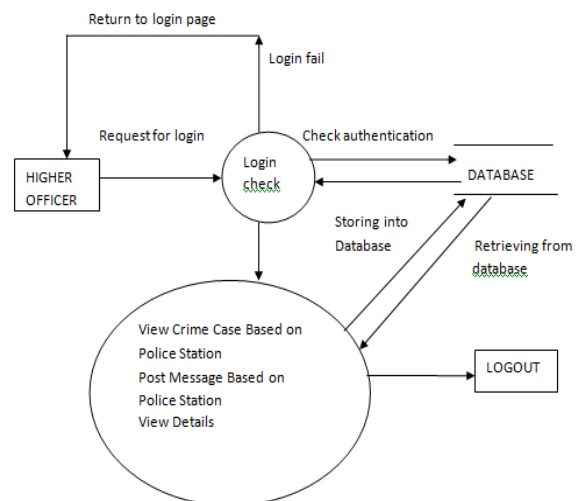 Return to login page
Login fail
Request for login
Check authentication
Login
check
HIGHER
OFFICER
DATABASE
Storing into
Database
Retrieving from
database
View Crime Case Based on
Police Station
Post Message Based on
Police Station
View Details
LOGOUT